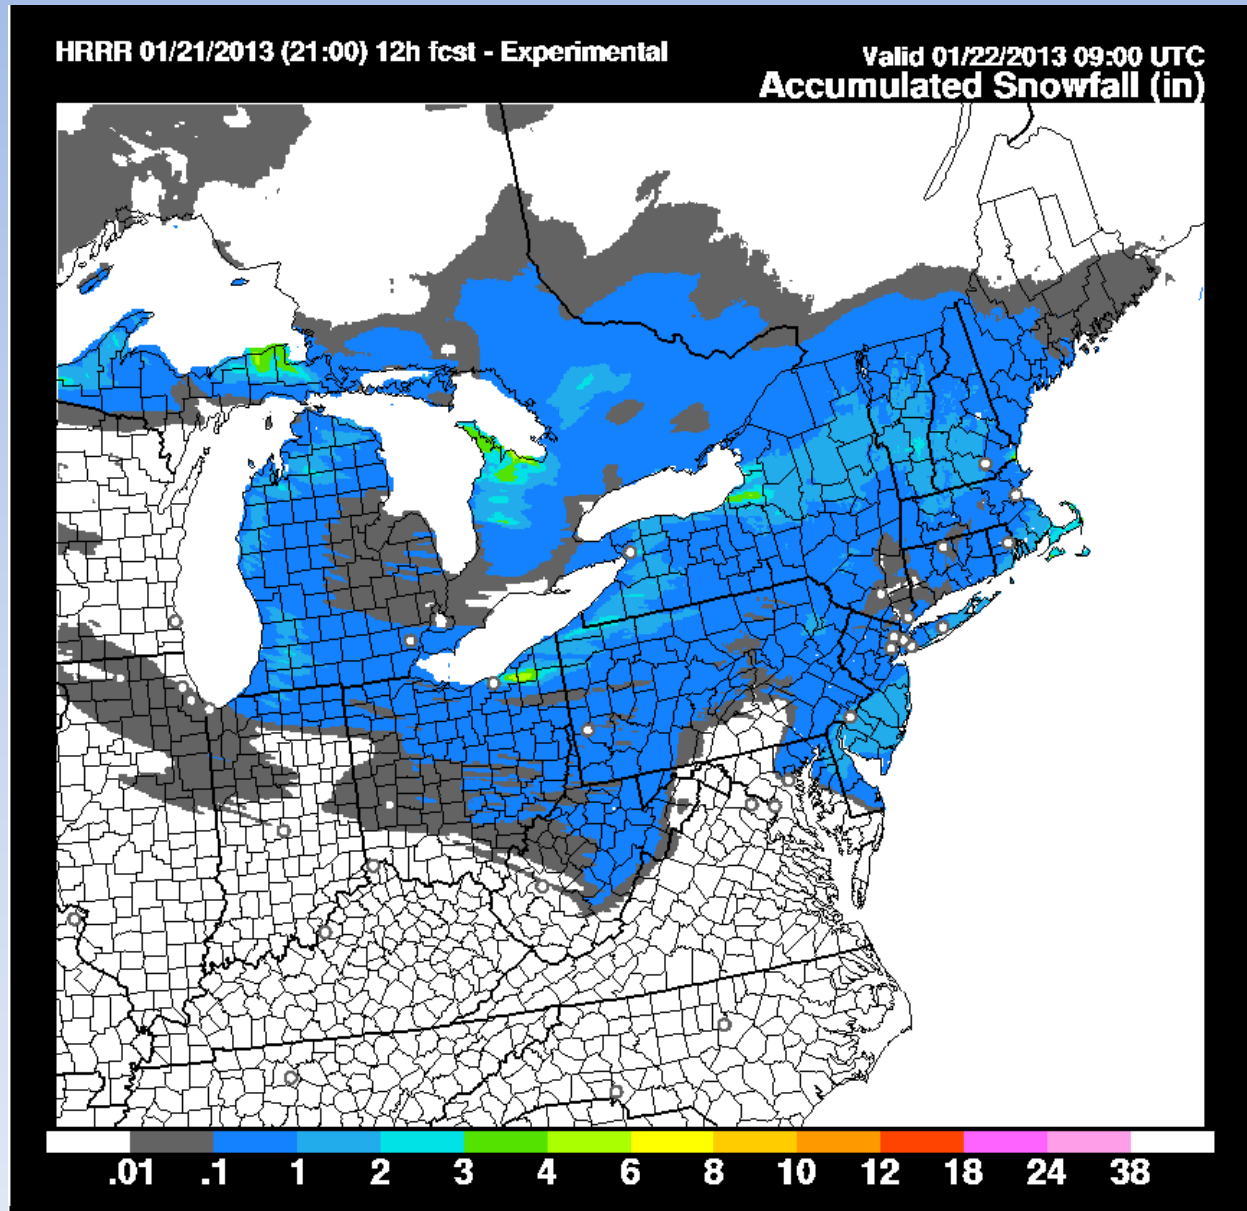 HRRR 01/21/2013 (21:00) 12h fcst - Experimental
Valid 01/22/2013 09:00 UTC
Accumulated Snowfall (in)
.01 .1 1 2 3 4 6 8 10 12 18 24 38